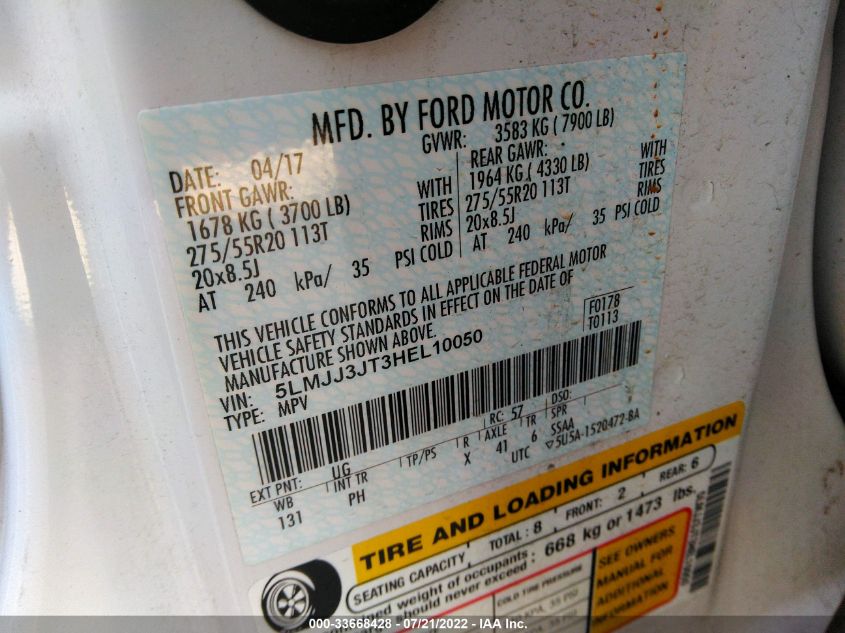 MFD. BY FORD MOTOR CO.
DATE: 04/17 GVWR: 3583 KG ( 7900 LB)
FRONT GAWR: REAR GAWR:
1678 KG ( 3700 LB) WITH 1964 KG ( 4330 LB) WITH
275/55R20 113T TIRES 275/55R20 113T TIRES
20x8.5J RIMS 20x8.5J RIMS
AT 240 kPa/ 35 PSI COLD AT 240 kPa/ 35 PSI COLD
THIS VEHICLE CONFORMS TO ALL APPLICABLE FEDERAL MOTOR
VEHICLE SAFETY STANDARDS IN EFFECT ON THE DATE OF
MANUFACTURE SHOWN ABOVE.
F0178
T0113
VIN: 5LMJJ3JT3HEL10050
TYPE: MPV
EXT PNT: UG RC: 57 DSO:
WB INT TR TP/PS R AXLE TR SPR
131 PH X 41 6 SSAA
UTC ▽5U5A-1520472-BA
TIRE AND LOADING INFORMATION
SEATING CAPACITY TOTAL: 8 FRONT: 2 REAR: 6
weight of occupants
should never exceed : 668 kg or 1473 lbs.
COLD TIRE PRESSURE
SEE OWNERS
MANUAL FOR
ADDITIONAL
INFORMATION
000-33668428 - 07/21/2022 - IAA Inc.